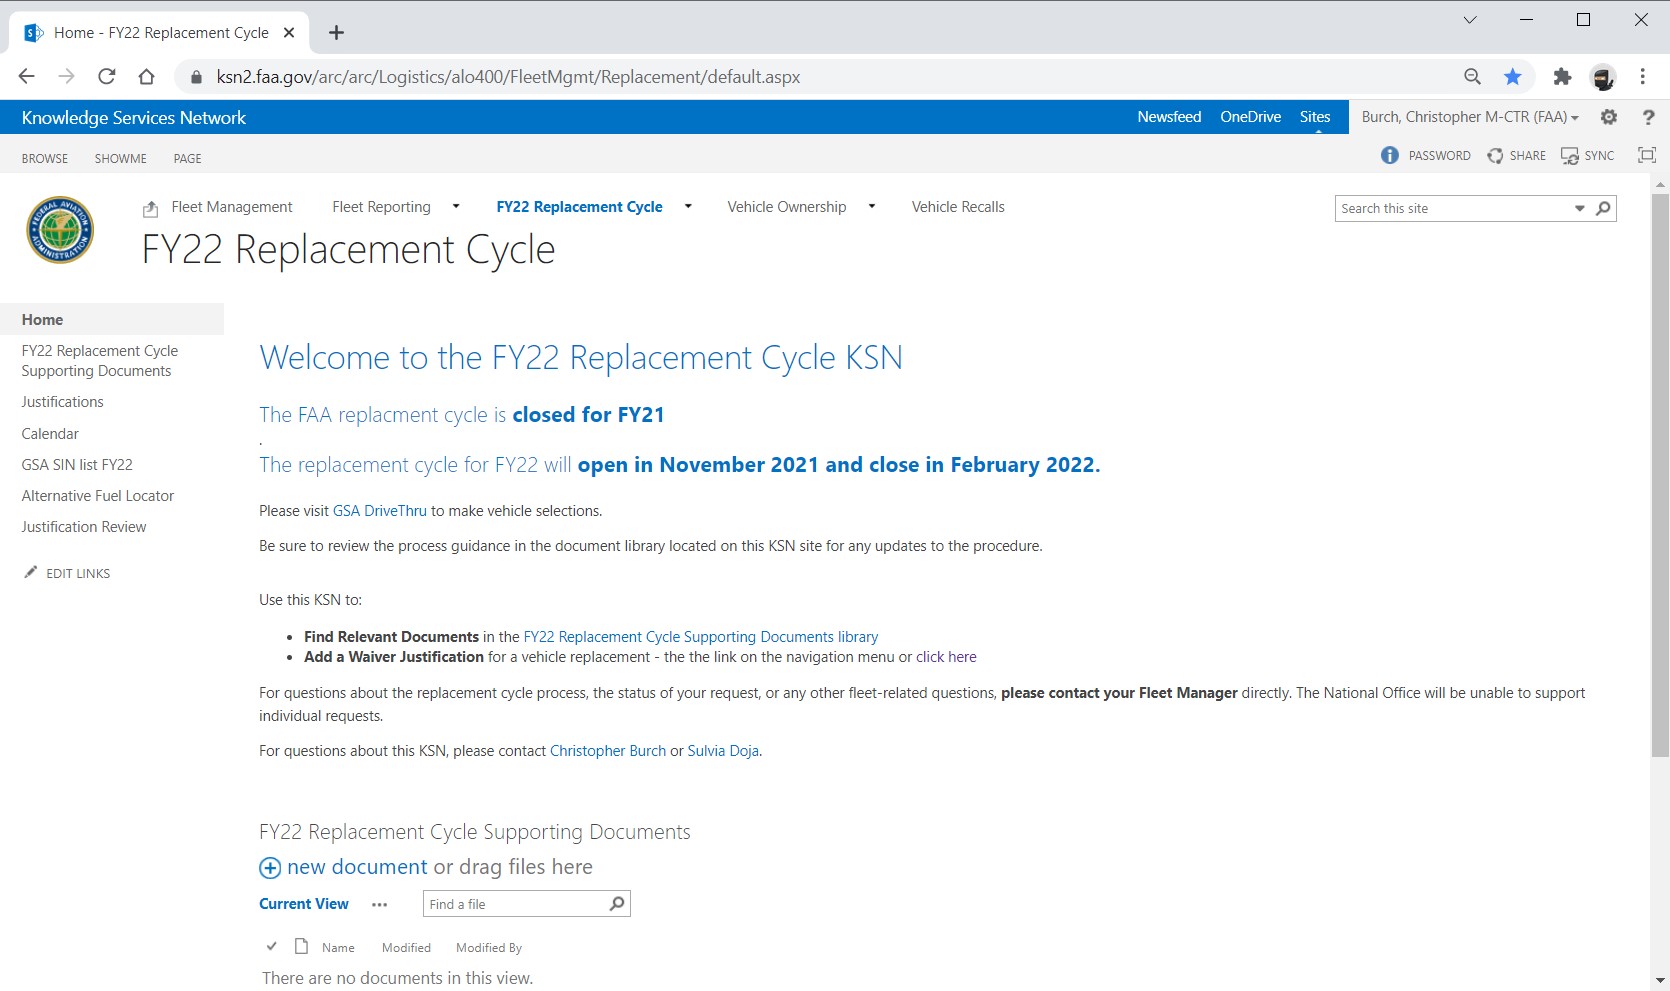 Home - FY22 Replacement Cycle
ksn2.faa.gov/arc/arc/Logistics/alo400/FleetMgmt/Replacement/default.aspx
Knowledge Services Network
Newsfeed OneDrive Sites Burch, Christopher M-CTR (FAA)
BROWSE SHOWME PAGE
PASSWORD SHARE SYNC
Fleet Management Fleet Reporting FY22 Replacement Cycle Vehicle Ownership Vehicle Recalls
Search this site
FEDERAL AVIATION ADMINISTRATION
FY22 Replacement Cycle
Home
FY22 Replacement Cycle
Supporting Documents
Justifications
Calendar
GSA SIN list FY22
Alternative Fuel Locator
Justification Review
EDIT LINKS
Welcome to the FY22 Replacement Cycle KSN
The FAA replacment cycle is closed for FY21
.
The replacement cycle for FY22 will open in November 2021 and close in February 2022.
Please visit GSA DriveThru to make vehicle selections.
Be sure to review the process guidance in the document library located on this KSN site for any updates to the procedure.
Use this KSN to:
• Find Relevant Documents in the FY22 Replacement Cycle Supporting Documents library
• Add a Waiver Justification for a vehicle replacement - the the link on the navigation menu or click here
For questions about the replacement cycle process, the status of your request, or any other fleet-related questions, please contact your Fleet Manager directly. The National Office will be unable to support
individual requests.
For questions about this KSN, please contact Christopher Burch or Sulvia Doja.
FY22 Replacement Cycle Supporting Documents
new document or drag files here
Current View ... Find a file
Name Modified Modified By
There are no documents in this view.